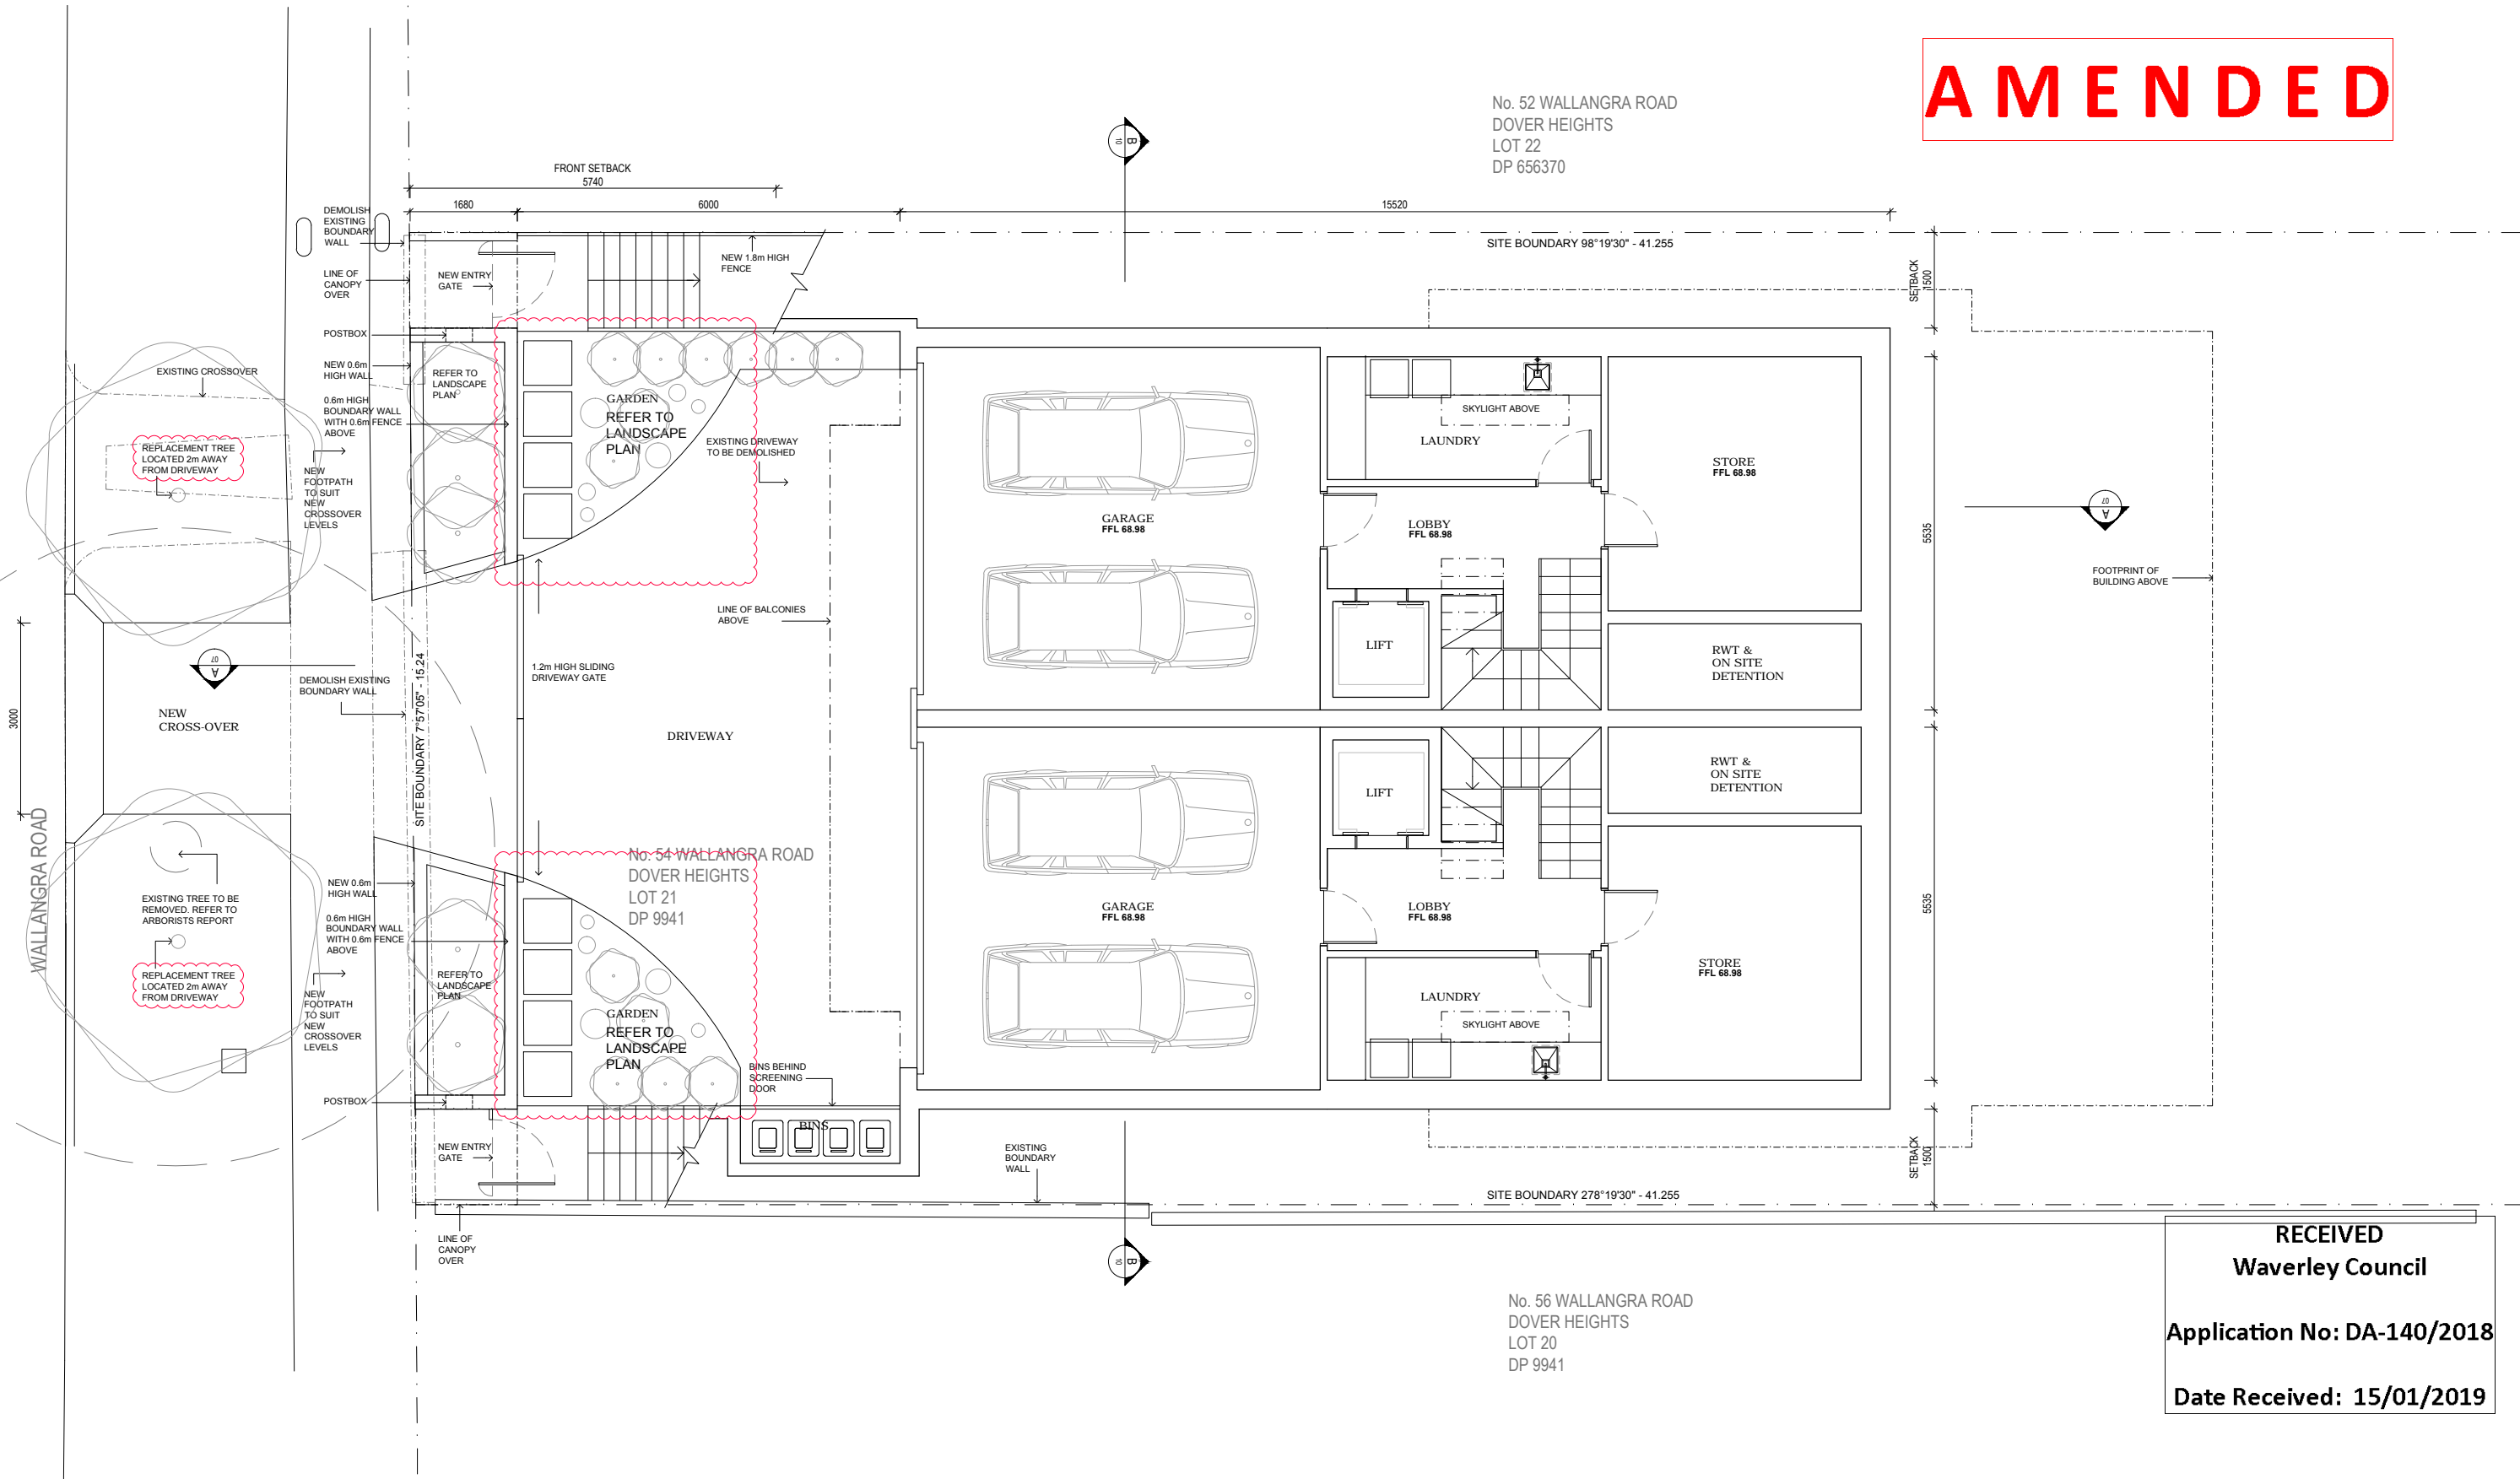 AMENDED
No. 52 WALLANGRA ROAD
DOVER HEIGHTS
LOT 22
DP 656370
B
10
FRONT SETBACK
5740
1680
6000
15520
DEMOLISH
EXISTING
BOUNDARY
WALL
SITE BOUNDARY 98°19'30" - 41.255
NEW 1.8m HIGH
FENCE
LINE OF
CANOPY
OVER
NEW ENTRY
GATE
SETBACK
1500
POSTBOX
NEW 0.6m
HIGH WALL
REFER TO
LANDSCAPE
PLAN
EXISTING CROSSOVER
0.6m HIGH
BOUNDARY WALL
WITH 0.6m FENCE
ABOVE
GARDEN
REFER TO
LANDSCAPE
PLAN
EXISTING DRIVEWAY
TO BE DEMOLISHED
SKYLIGHT ABOVE
LAUNDRY
REPLACEMENT TREE
LOCATED 2m AWAY
FROM DRIVEWAY
NEW
FOOTPATH
TO SUIT
NEW
CROSSOVER
LEVELS
STORE
FFL 68.98
GARAGE
FFL 68.98
LOBBY
FFL 68.98
5535
07
A
FOOTPRINT OF
BUILDING ABOVE
LINE OF BALCONIES
ABOVE
LIFT
RWT &
ON SITE
DETENTION
07
A
1.2m HIGH SLIDING
DRIVEWAY GATE
DEMOLISH EXISTING
BOUNDARY WALL
SITE BOUNDARY 7°57'05" - 15.24
3000
NEW
CROSS-OVER
DRIVEWAY
LIFT
RWT &
ON SITE
DETENTION
WALLANGRA ROAD
No. 54 WALLANGRA ROAD
DOVER HEIGHTS
LOT 21
DP 9941
NEW 0.6m
HIGH WALL
EXISTING TREE TO BE
REMOVED. REFER TO
ARBORISTS REPORT
0.6m HIGH
BOUNDARY WALL
WITH 0.6m FENCE
ABOVE
GARAGE
FFL 68.98
LOBBY
FFL 68.98
5535
STORE
FFL 68.98
REPLACEMENT TREE
LOCATED 2m AWAY
FROM DRIVEWAY
REFER TO
LANDSCAPE
PLAN
NEW
FOOTPATH
TO SUIT
NEW
CROSSOVER
LEVELS
GARDEN
REFER TO
LANDSCAPE
PLAN
LAUNDRY
SKYLIGHT ABOVE
BINS BEHIND
SCREENING
DOOR
POSTBOX
BINS
NEW ENTRY
GATE
EXISTING
BOUNDARY
WALL
SETBACK
1500
SITE BOUNDARY 278°19'30" - 41.255
LINE OF
CANOPY
OVER
B
10
No. 56 WALLANGRA ROAD
DOVER HEIGHTS
LOT 20
DP 9941
RECEIVED
Waverley Council
Application No: DA-140/2018
Date Received: 15/01/2019